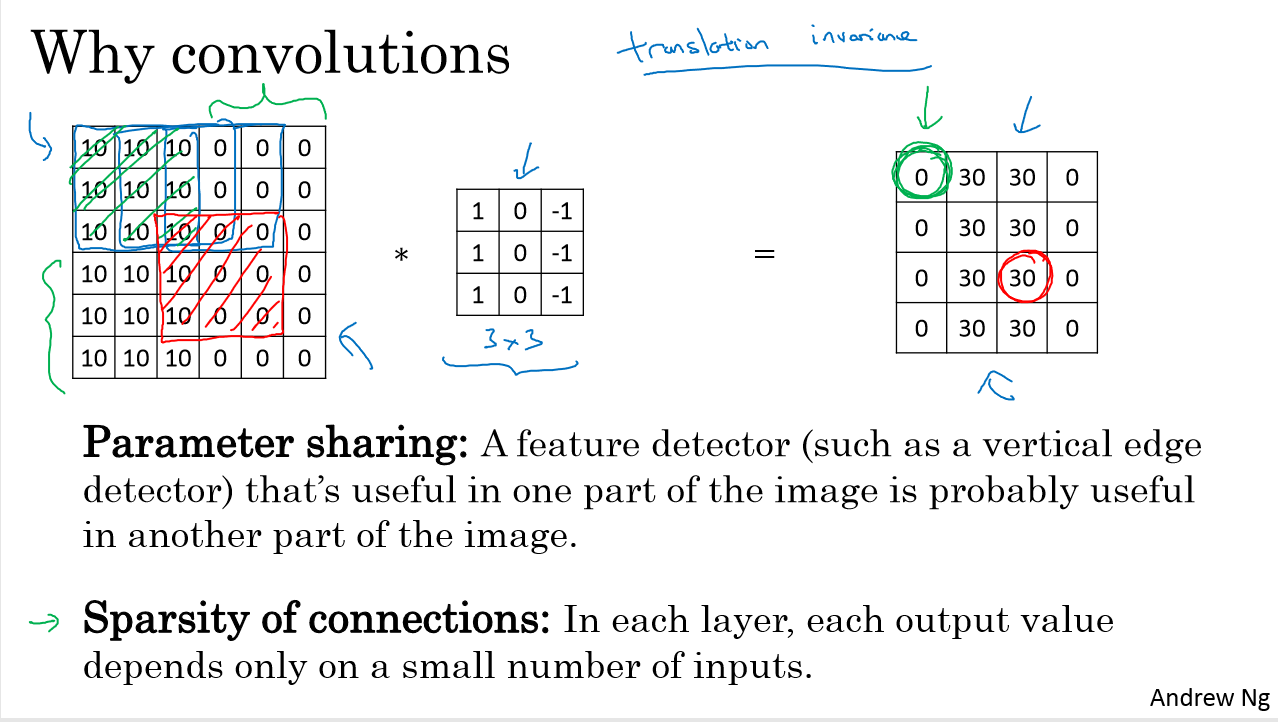 Why convolutions
translation invariance
10 10 10 0 0 0
10 10 10 0 0 0
10 10 10 0 0 0
10 10 10 0 0 0
10 10 10 0 0 0
10 10 10 0 0 0
*
1 0 -1
1 0 -1
1 0 -1
3×3
=
0 30 30 0
0 30 30 0
0 30 30 0
0 30 30 0
Parameter sharing: A feature detector (such as a vertical edge
detector) that’s useful in one part of the image is probably useful
in another part of the image.
Sparsity of connections: In each layer, each output value
depends only on a small number of inputs.
Andrew Ng